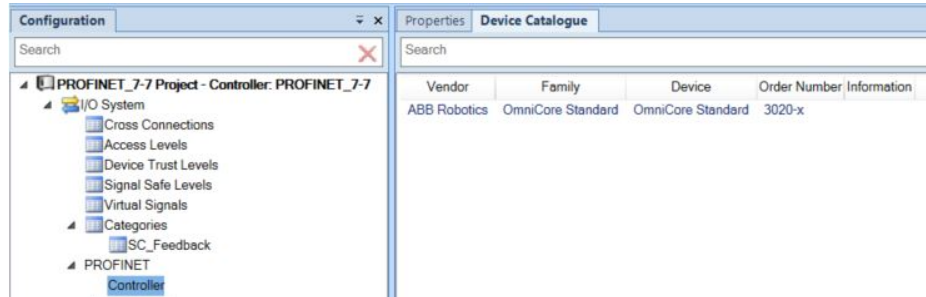 Configuration
Search
PROFINET_7-7 Project - Controller: PROFINET_7-7
I/O System
Cross Connections
Access Levels
Device Trust Levels
Signal Safe Levels
Virtual Signals
Categories
SC_Feedback
PROFINET
Controller
Properties Device Catalogue
Search
Vendor Family Device Order Number Information
ABB Robotics OmniCore Standard OmniCore Standard 3020-x